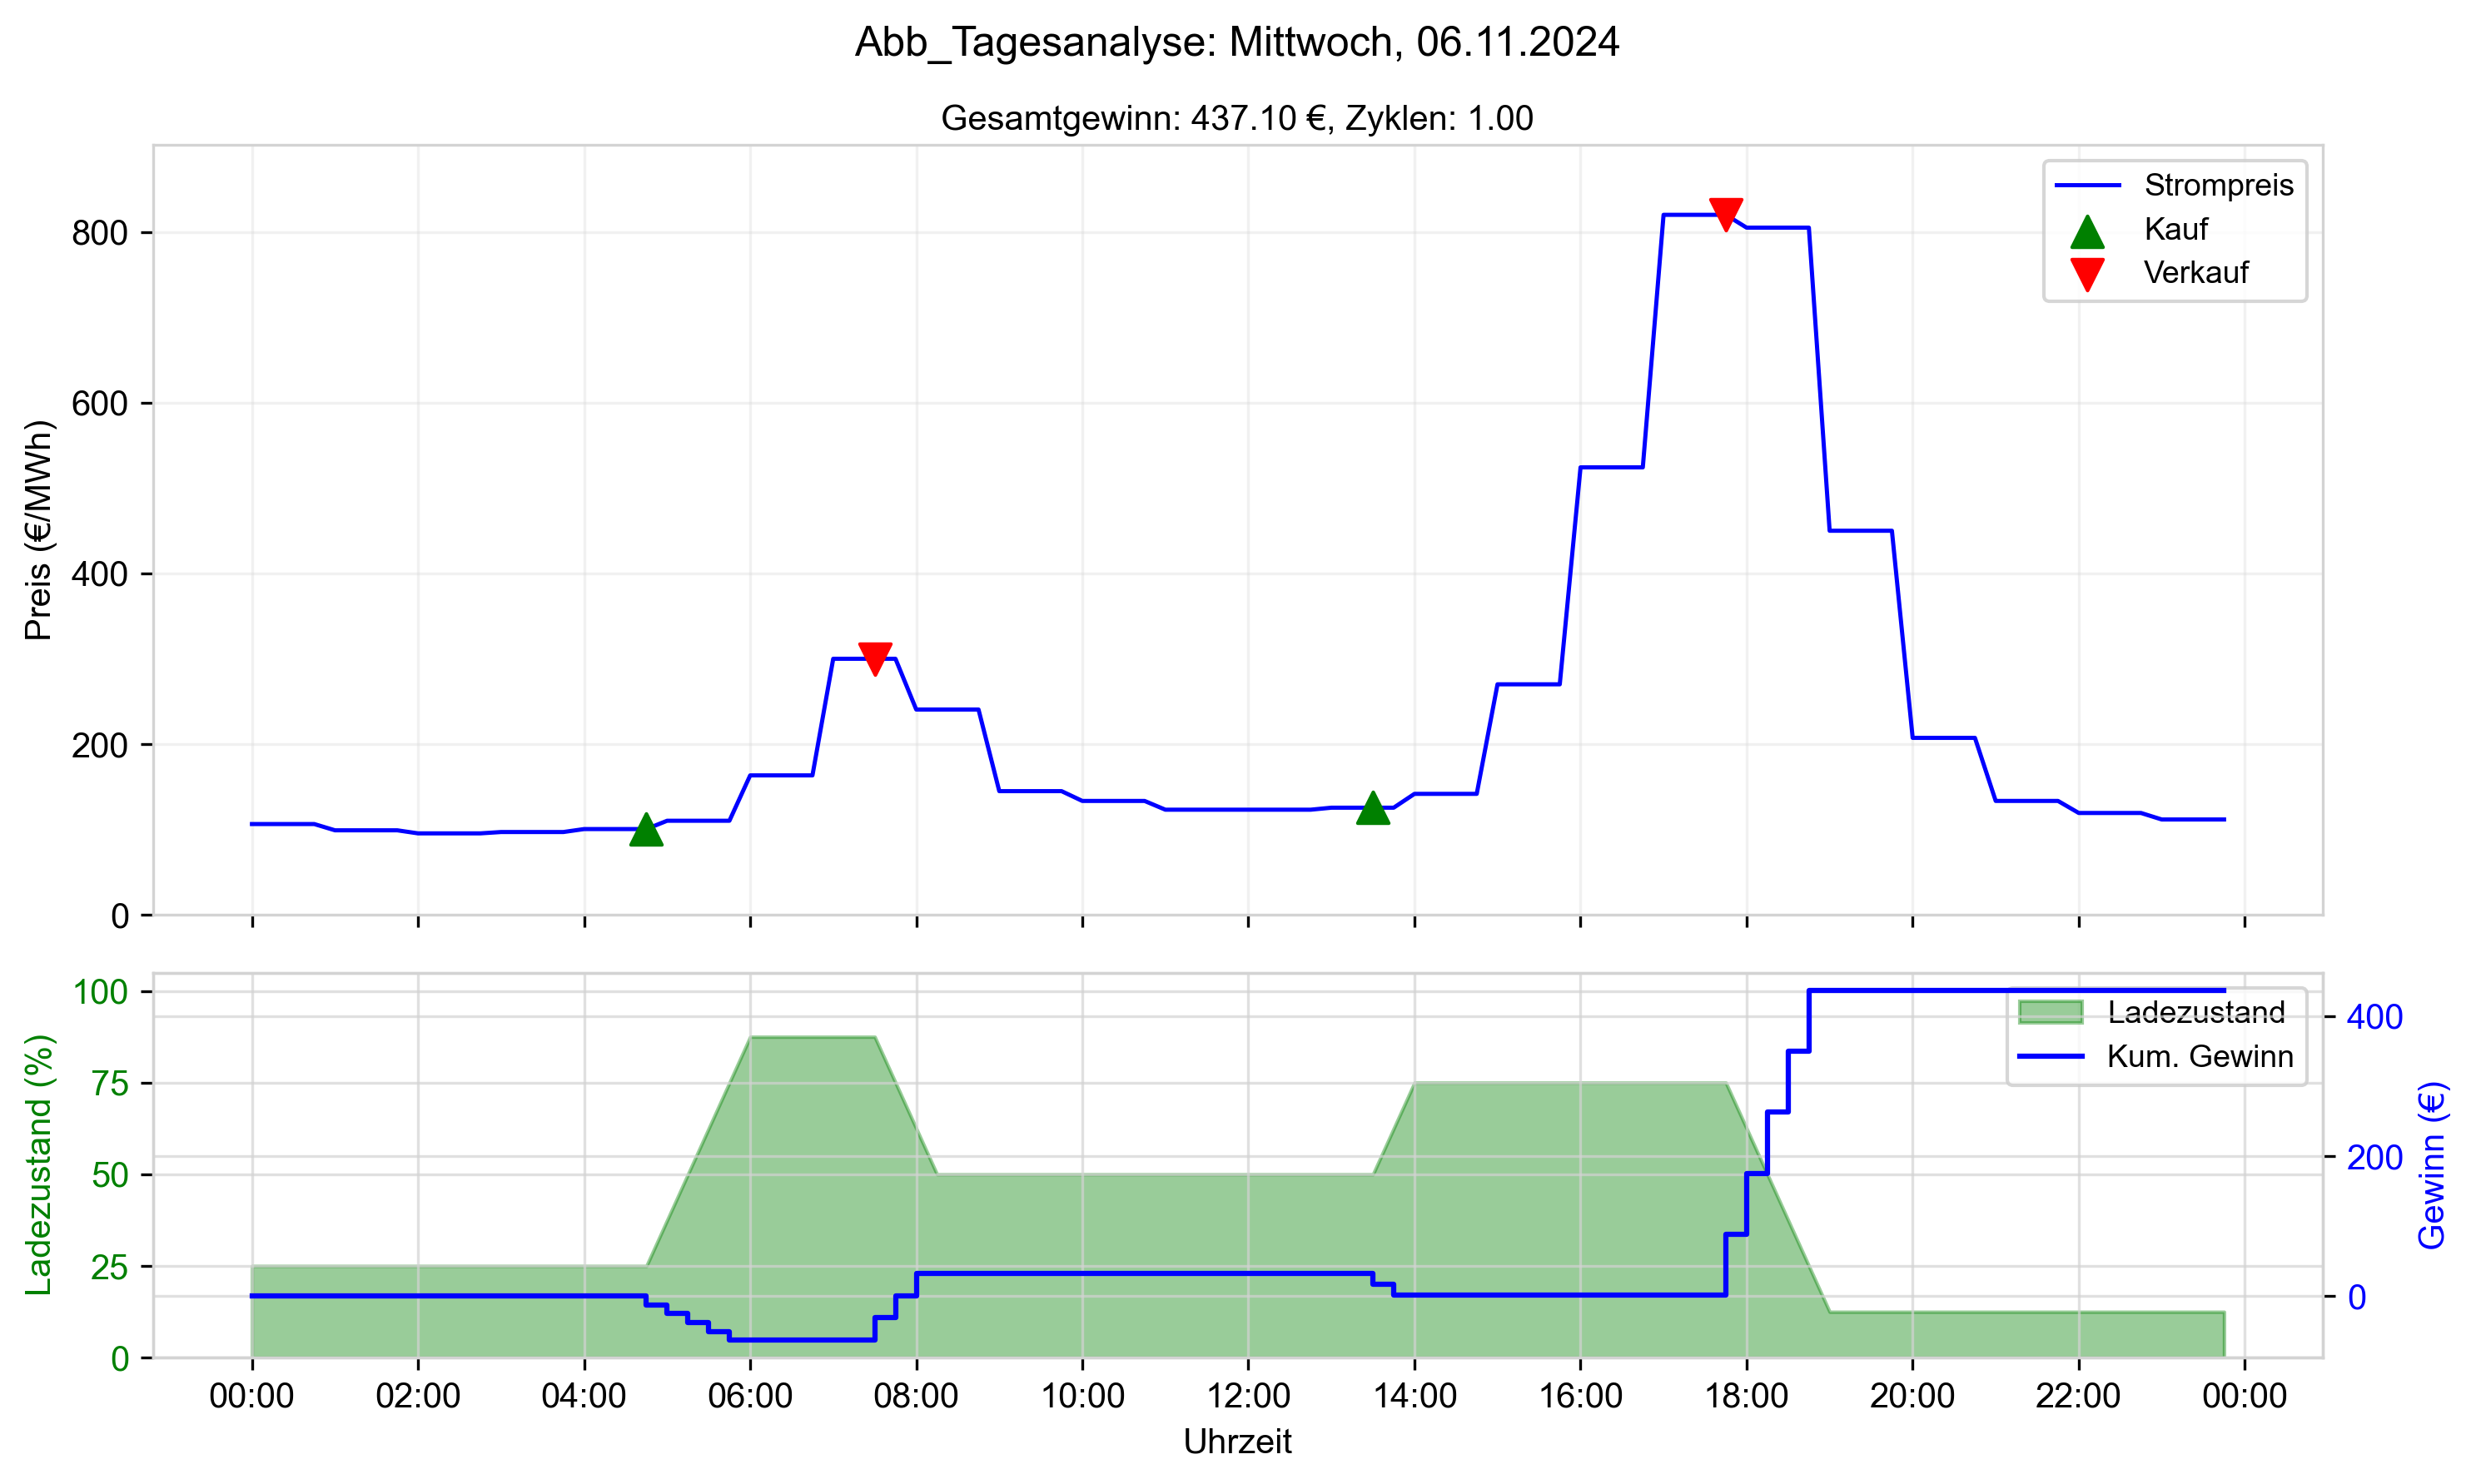 Abb_Tagesanalyse: Mittwoch, 06.11.2024
Gesamtgewinn: 437.10 €, Zyklen: 1.00
Preis (€/MWh)
800
600
400
200
0
Strompreis
Kauf
Verkauf
Ladezustand (%)
100
75
50
25
0
Ladezustand
Kum. Gewinn
400
200
0
Gewinn (€)
00:00 02:00 04:00 06:00 08:00 10:00 12:00 14:00 16:00 18:00 20:00 22:00 00:00
Uhrzeit